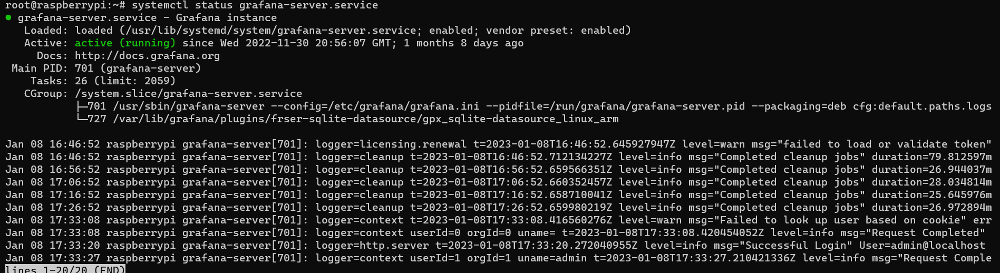 root@raspberrypi:~# systemctl status grafana-server.service
● grafana-server.service - Grafana instance
   Loaded: loaded (/usr/lib/systemd/system/grafana-server.service; enabled; vendor preset: enabled)
   Active: active (running) since Wed 2022-11-30 20:56:07 GMT; 1 months 8 days ago
     Docs: http://docs.grafana.org
 Main PID: 701 (grafana-server)
    Tasks: 26 (limit: 2059)
   CGroup: /system.slice/grafana-server.service
           ├─701 /usr/sbin/grafana-server --config=/etc/grafana/grafana.ini --pidfile=/run/grafana/grafana-server.pid --packaging=deb cfg:default.paths.logs
           └─727 /var/lib/grafana/plugins/frser-sqlite-datasource/gpx_sqlite-datasource_linux_arm

Jan 08 16:46:52 raspberrypi grafana-server[701]: logger=licensing.renewal t=2023-01-08T16:46:52.645927947Z level=warn msg="failed to load or validate token"
Jan 08 16:46:52 raspberrypi grafana-server[701]: logger=cleanup t=2023-01-08T16:46:52.712134227Z level=info msg="Completed cleanup jobs" duration=79.812597m
Jan 08 16:56:52 raspberrypi grafana-server[701]: logger=cleanup t=2023-01-08T16:56:52.659566351Z level=info msg="Completed cleanup jobs" duration=26.944037m
Jan 08 17:06:52 raspberrypi grafana-server[701]: logger=cleanup t=2023-01-08T17:06:52.660352457Z level=info msg="Completed cleanup jobs" duration=28.034814m
Jan 08 17:16:52 raspberrypi grafana-server[701]: logger=cleanup t=2023-01-08T17:16:52.658710041Z level=info msg="Completed cleanup jobs" duration=25.645976m
Jan 08 17:26:52 raspberrypi grafana-server[701]: logger=cleanup t=2023-01-08T17:26:52.659980219Z level=info msg="Completed cleanup jobs" duration=26.972894m
Jan 08 17:33:08 raspberrypi grafana-server[701]: logger=context t=2023-01-08T17:33:08.416560276Z level=warn msg="Failed to look up user based on cookie" err
Jan 08 17:33:08 raspberrypi grafana-server[701]: logger=context userId=0 orgId=0 uname= t=2023-01-08T17:33:08.420454052Z level=info msg="Request Completed"
Jan 08 17:33:20 raspberrypi grafana-server[701]: logger=http.server t=2023-01-08T17:33:20.272040955Z level=info msg="Successful Login" User=admin@localhost
Jan 08 17:33:27 raspberrypi grafana-server[701]: logger=context userId=1 orgId=1 uname=admin t=2023-01-08T17:33:27.210421336Z level=info msg="Request Comple
lines 1-20/20 (END)